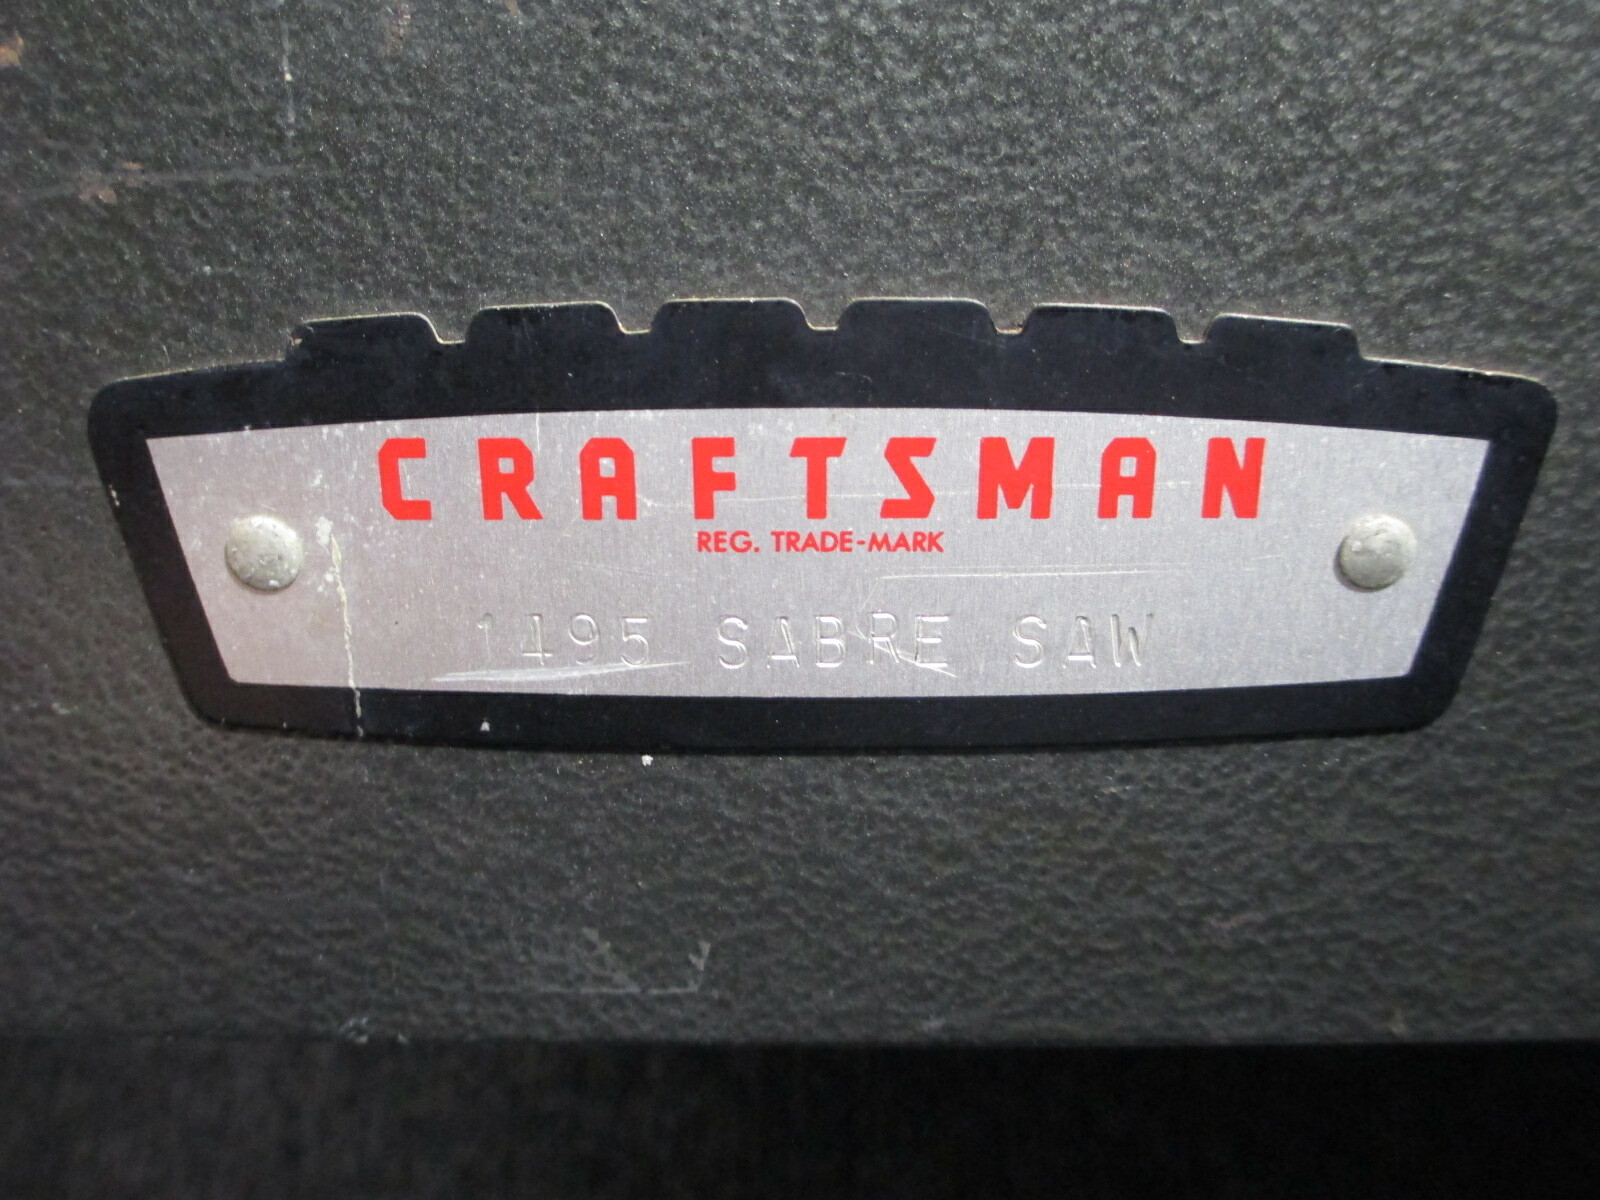 CRAFTSMAN
REG. TRADE-MARK
1495 SABRE SAW